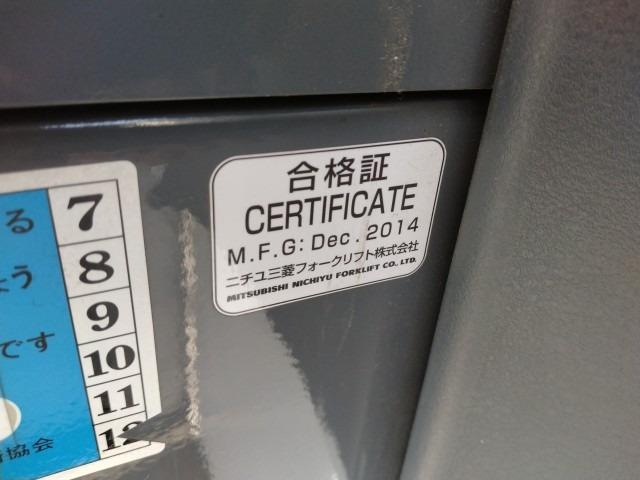 合格証
CERTIFICATE
M.F.G: Dec. 2014
ニチユ三菱フォークリフト株式会社
MITSUBISHI NICHIYU FORKLIFT CO., LTD.
る
7
ょう
8
9
です
10
11
12
協会